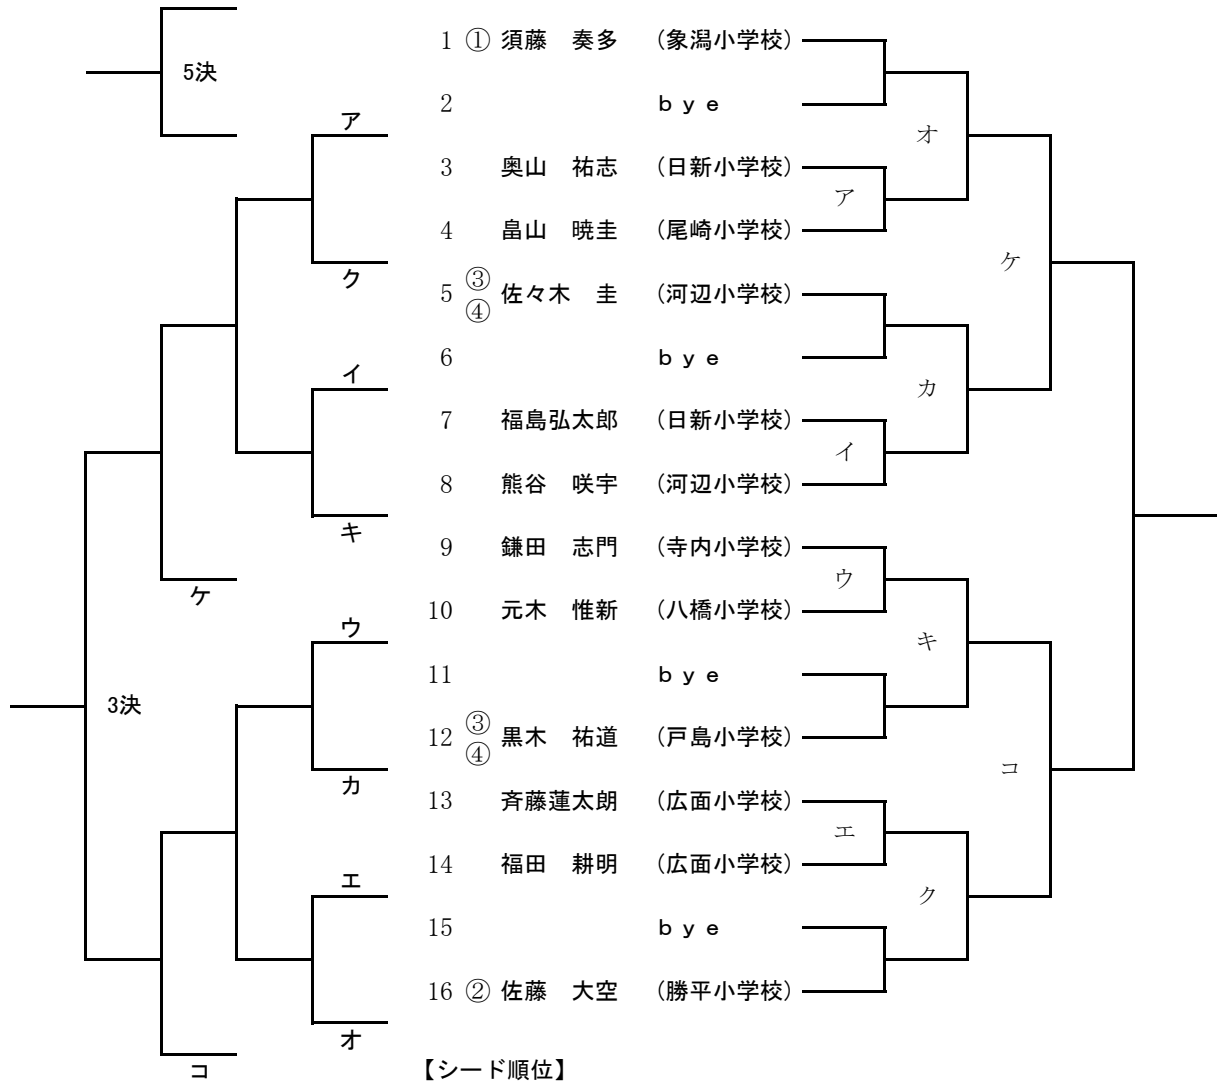 5決
1 ① 須藤　奏多 (象潟小学校)
2 ｂｙｅ
ア
オ
3 奥山　祐志 (日新小学校)
ア
4 畠山　暁圭 (尾崎小学校)
ク
ケ
5 ③④ 佐々木　圭 (河辺小学校)
6 ｂｙｅ
イ
カ
7 福島弘太郎 (日新小学校)
イ
8 熊谷　咲宇 (河辺小学校)
キ
9 鎌田　志門 (寺内小学校)
ケ
ウ
10 元木　惟新 (八橋小学校)
ウ
キ
11 ｂｙｅ
3決
12 ③④ 黒木　祐道 (戸島小学校)
カ
コ
13 斉藤蓮太朗 (広面小学校)
エ
14 福田　耕明 (広面小学校)
エ
ク
15 ｂｙｅ
16 ② 佐藤　大空 (勝平小学校)
オ
コ
【シード順位】